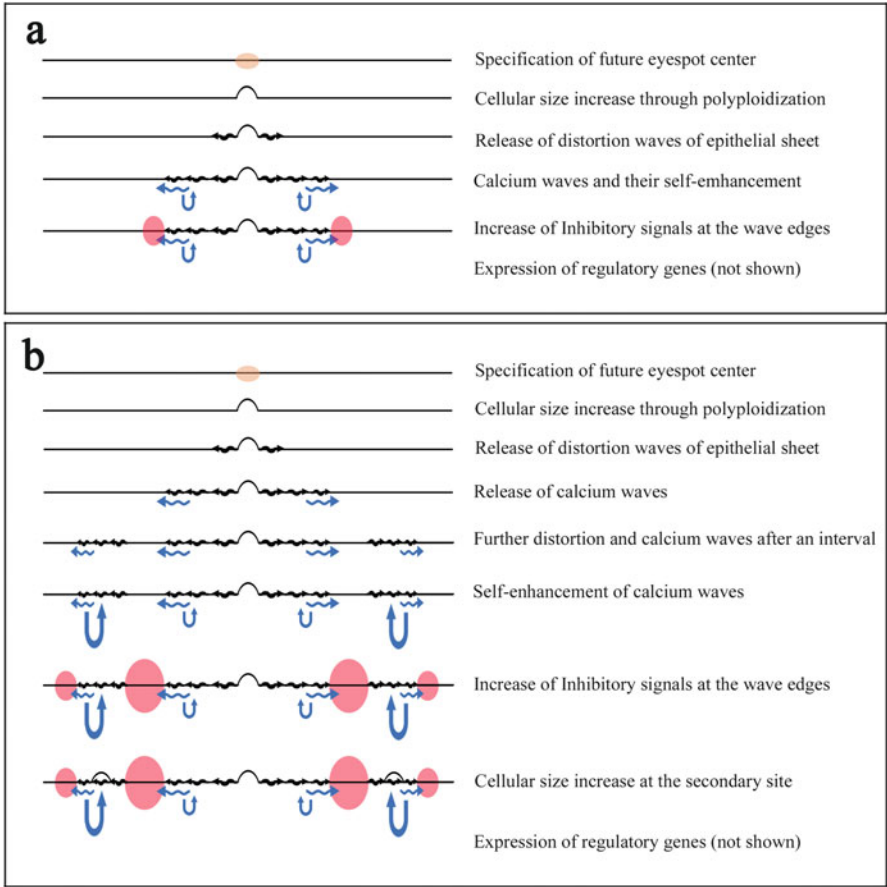 a
Specification of future eyespot center
Cellular size increase through polyploidization
Release of distortion waves of epithelial sheet
Calcium waves and their self-emhancement
Increase of Inhibitory signals at the wave edges
Expression of regulatory genes (not shown)
b
Specification of future eyespot center
Cellular size increase through polyploidization
Release of distortion waves of epithelial sheet
Release of calcium waves
Further distortion and calcium waves after an interval
Self-enhancement of calcium waves
Increase of Inhibitory signals at the wave edges
Cellular size increase at the secondary site
Expression of regulatory genes (not shown)